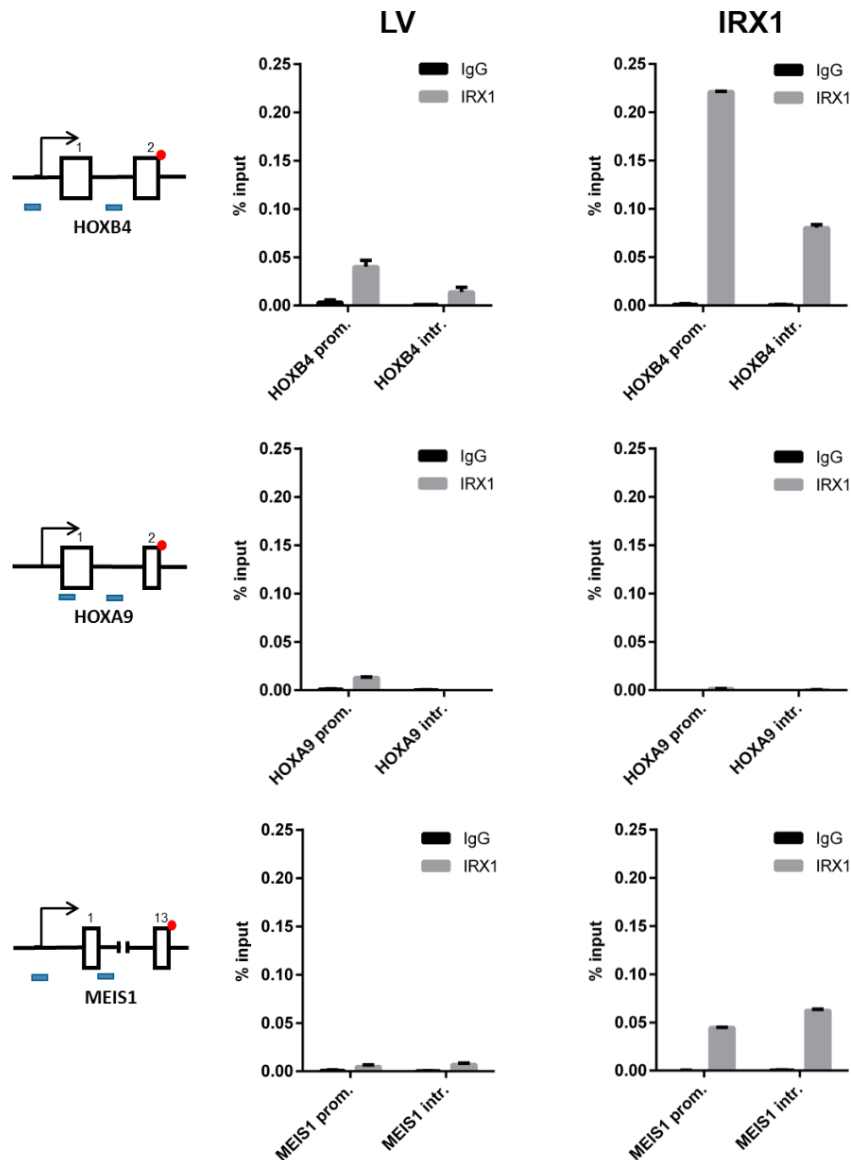 LV
IRX1
0.25
0.20
0.15
0.10
0.05
0.00
% input
IgG
IRX1
HOXB4 prom.
HOXB4 intr.
0.25
0.20
0.15
0.10
0.05
0.00
% input
IgG
IRX1
HOXB4 prom.
HOXB4 intr.
1
2
HOXB4
0.25
0.20
0.15
0.10
0.05
0.00
% input
IgG
IRX1
HOXA9 prom.
HOXA9 intr.
0.25
0.20
0.15
0.10
0.05
0.00
% input
IgG
IRX1
HOXA9 prom.
HOXA9 intr.
1
2
HOXA9
0.25
0.20
0.15
0.10
0.05
0.00
% input
IgG
IRX1
MEIS1 prom.
MEIS1 intr.
0.25
0.20
0.15
0.10
0.05
0.00
% input
IgG
IRX1
MEIS1 prom.
MEIS1 intr.
1
13
MEIS1